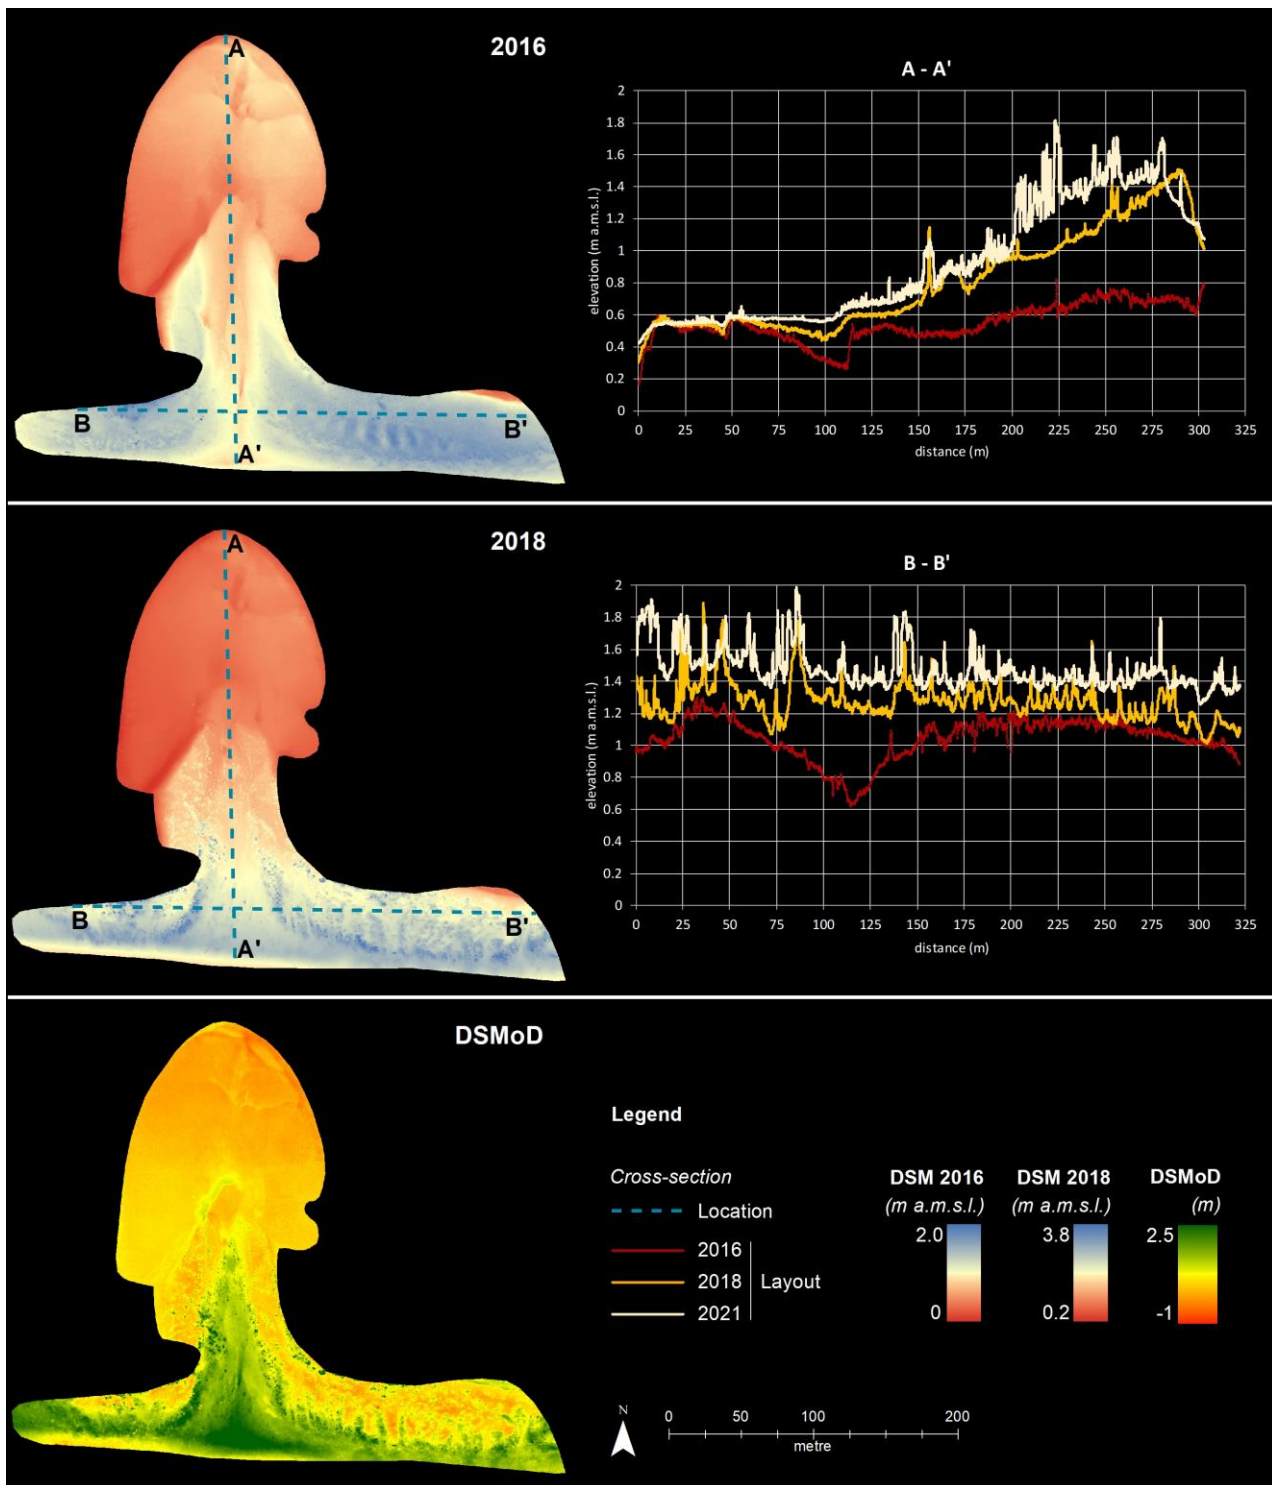 2016
A
B
B'
A'
A - A'
elevation (m a.m.s.l.)
2
1.8
1.6
1.4
1.2
1
0.8
0.6
0.4
0.2
0
0 25 50 75 100 125 150 175 200 225 250 275 300 325
distance (m)
2018
A
B
B'
A'
B - B'
elevation (m a.m.s.l.)
2
1.8
1.6
1.4
1.2
1
0.8
0.6
0.4
0.2
0
0 25 50 75 100 125 150 175 200 225 250 275 300 325
distance (m)
DSMoD
Legend
Cross-section
Location
2016
2018
2021
Layout
DSM 2016
(m a.m.s.l.)
2.0
0
DSM 2018
(m a.m.s.l.)
3.8
0.2
DSMoD
(m)
2.5
-1
N
0 50 100 200
metre